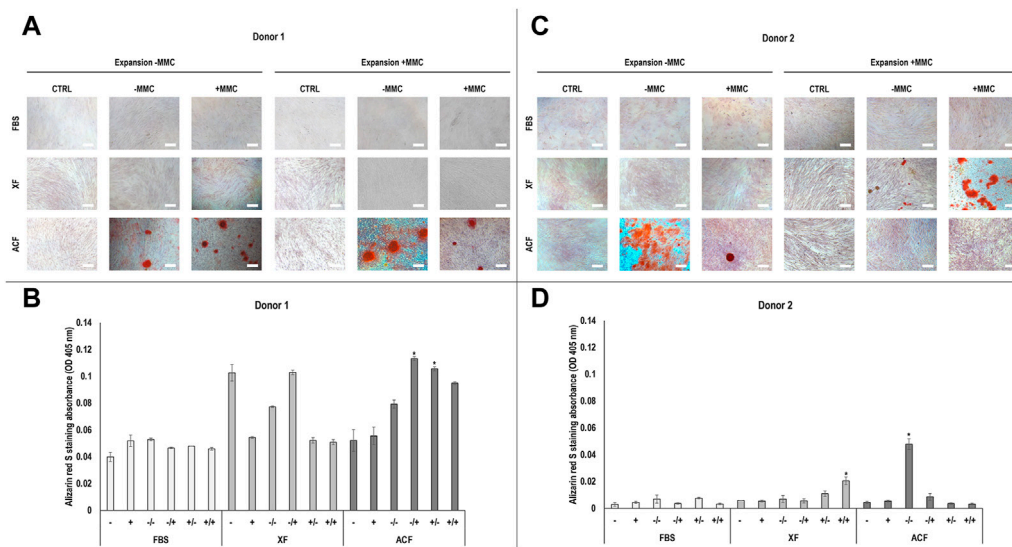 A
Donor 1
Expansion -MMC
Expansion +MMC
CTRL
-MMC
+MMC
CTRL
-MMC
+MMC
FBS
XF
ACF
B
Donor 1
Alizarin red S staining absorbance (OD 405 nm)
0.14
0.12
0.1
0.08
0.06
0.04
0.02
0
* *
- + -/- -/+ +/- +/+ - + -/- -/+ +/- +/+ - + -/- -/+ +/- +/+
FBS XF ACF
C
Donor 2
Expansion -MMC
Expansion +MMC
CTRL
-MMC
+MMC
CTRL
-MMC
+MMC
FBS
XF
ACF
D
Donor 2
Alizarin red S staining absorbance (OD 405 nm)
0.14
0.12
0.1
0.08
0.06
0.04
0.02
0
* *
- + -/- -/+ +/- +/+ - + -/- -/+ +/- +/+ - + -/- -/+ +/- +/+
FBS XF ACF